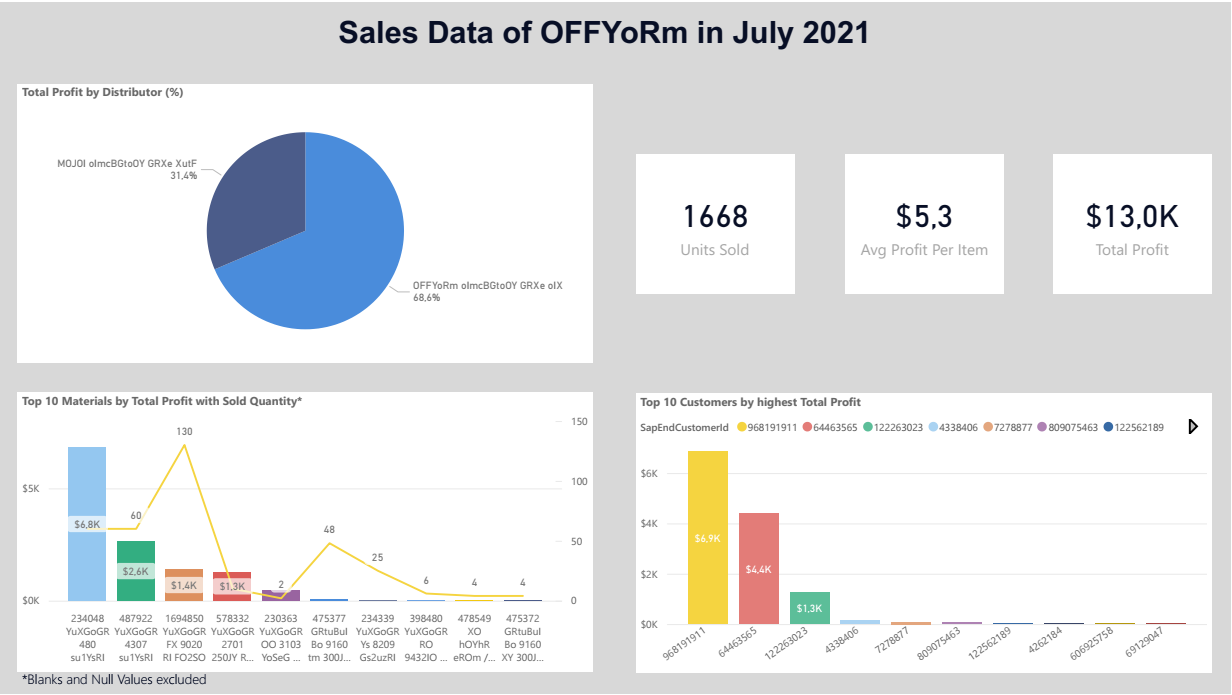 Sales Data of OFFYoRm in July 2021
Total Profit by Distributor (%)
MOJOI oImcBGtoOY GRXe XutF
31,4%
OFFYoRm oImcBGtoOY GRXe oIX
68,6%
1668
Units Sold
$5,3
Avg Profit Per Item
$13,0K
Total Profit
Top 10 Materials by Total Profit with Sold Quantity*
150
100
50
0
$5K
$0K
130
60
48
25
2
6
4
4
$6,8K
$2,6K
$1,4K
$1,3K
234048
YuXGoGR
480
su1YsRI
487922
YuXGoGR
4307
su1YsRI
1694850
YuXGoGR
FX 9020
RI FO2SO
578332
YuXGoGR
2701
250JY R...
230363
YuXGoGR
OO 3103
YoSeG ...
475377
GRtuBuI
Bo 9160
tm 300J...
234339
YuXGoGR
Ys 8209
Gs2uzRI
398480
YuXGoGR
RO
9432IO ...
478549
XO
hOYhR
eROm /...
475372
GRtuBuI
Bo 9160
XY 300J...
*Blanks and Null Values excluded
Top 10 Customers by highest Total Profit
SapEndCustomerId 968191911 64463565 122263023 4338406 7278877 809075463 122562189
$6K
$4K
$2K
$0K
$6,9K
$4,4K
$1,3K
968191911
64463565
122263023
4338406
7278877
809075463
122562189
4262184
606925758
69129047